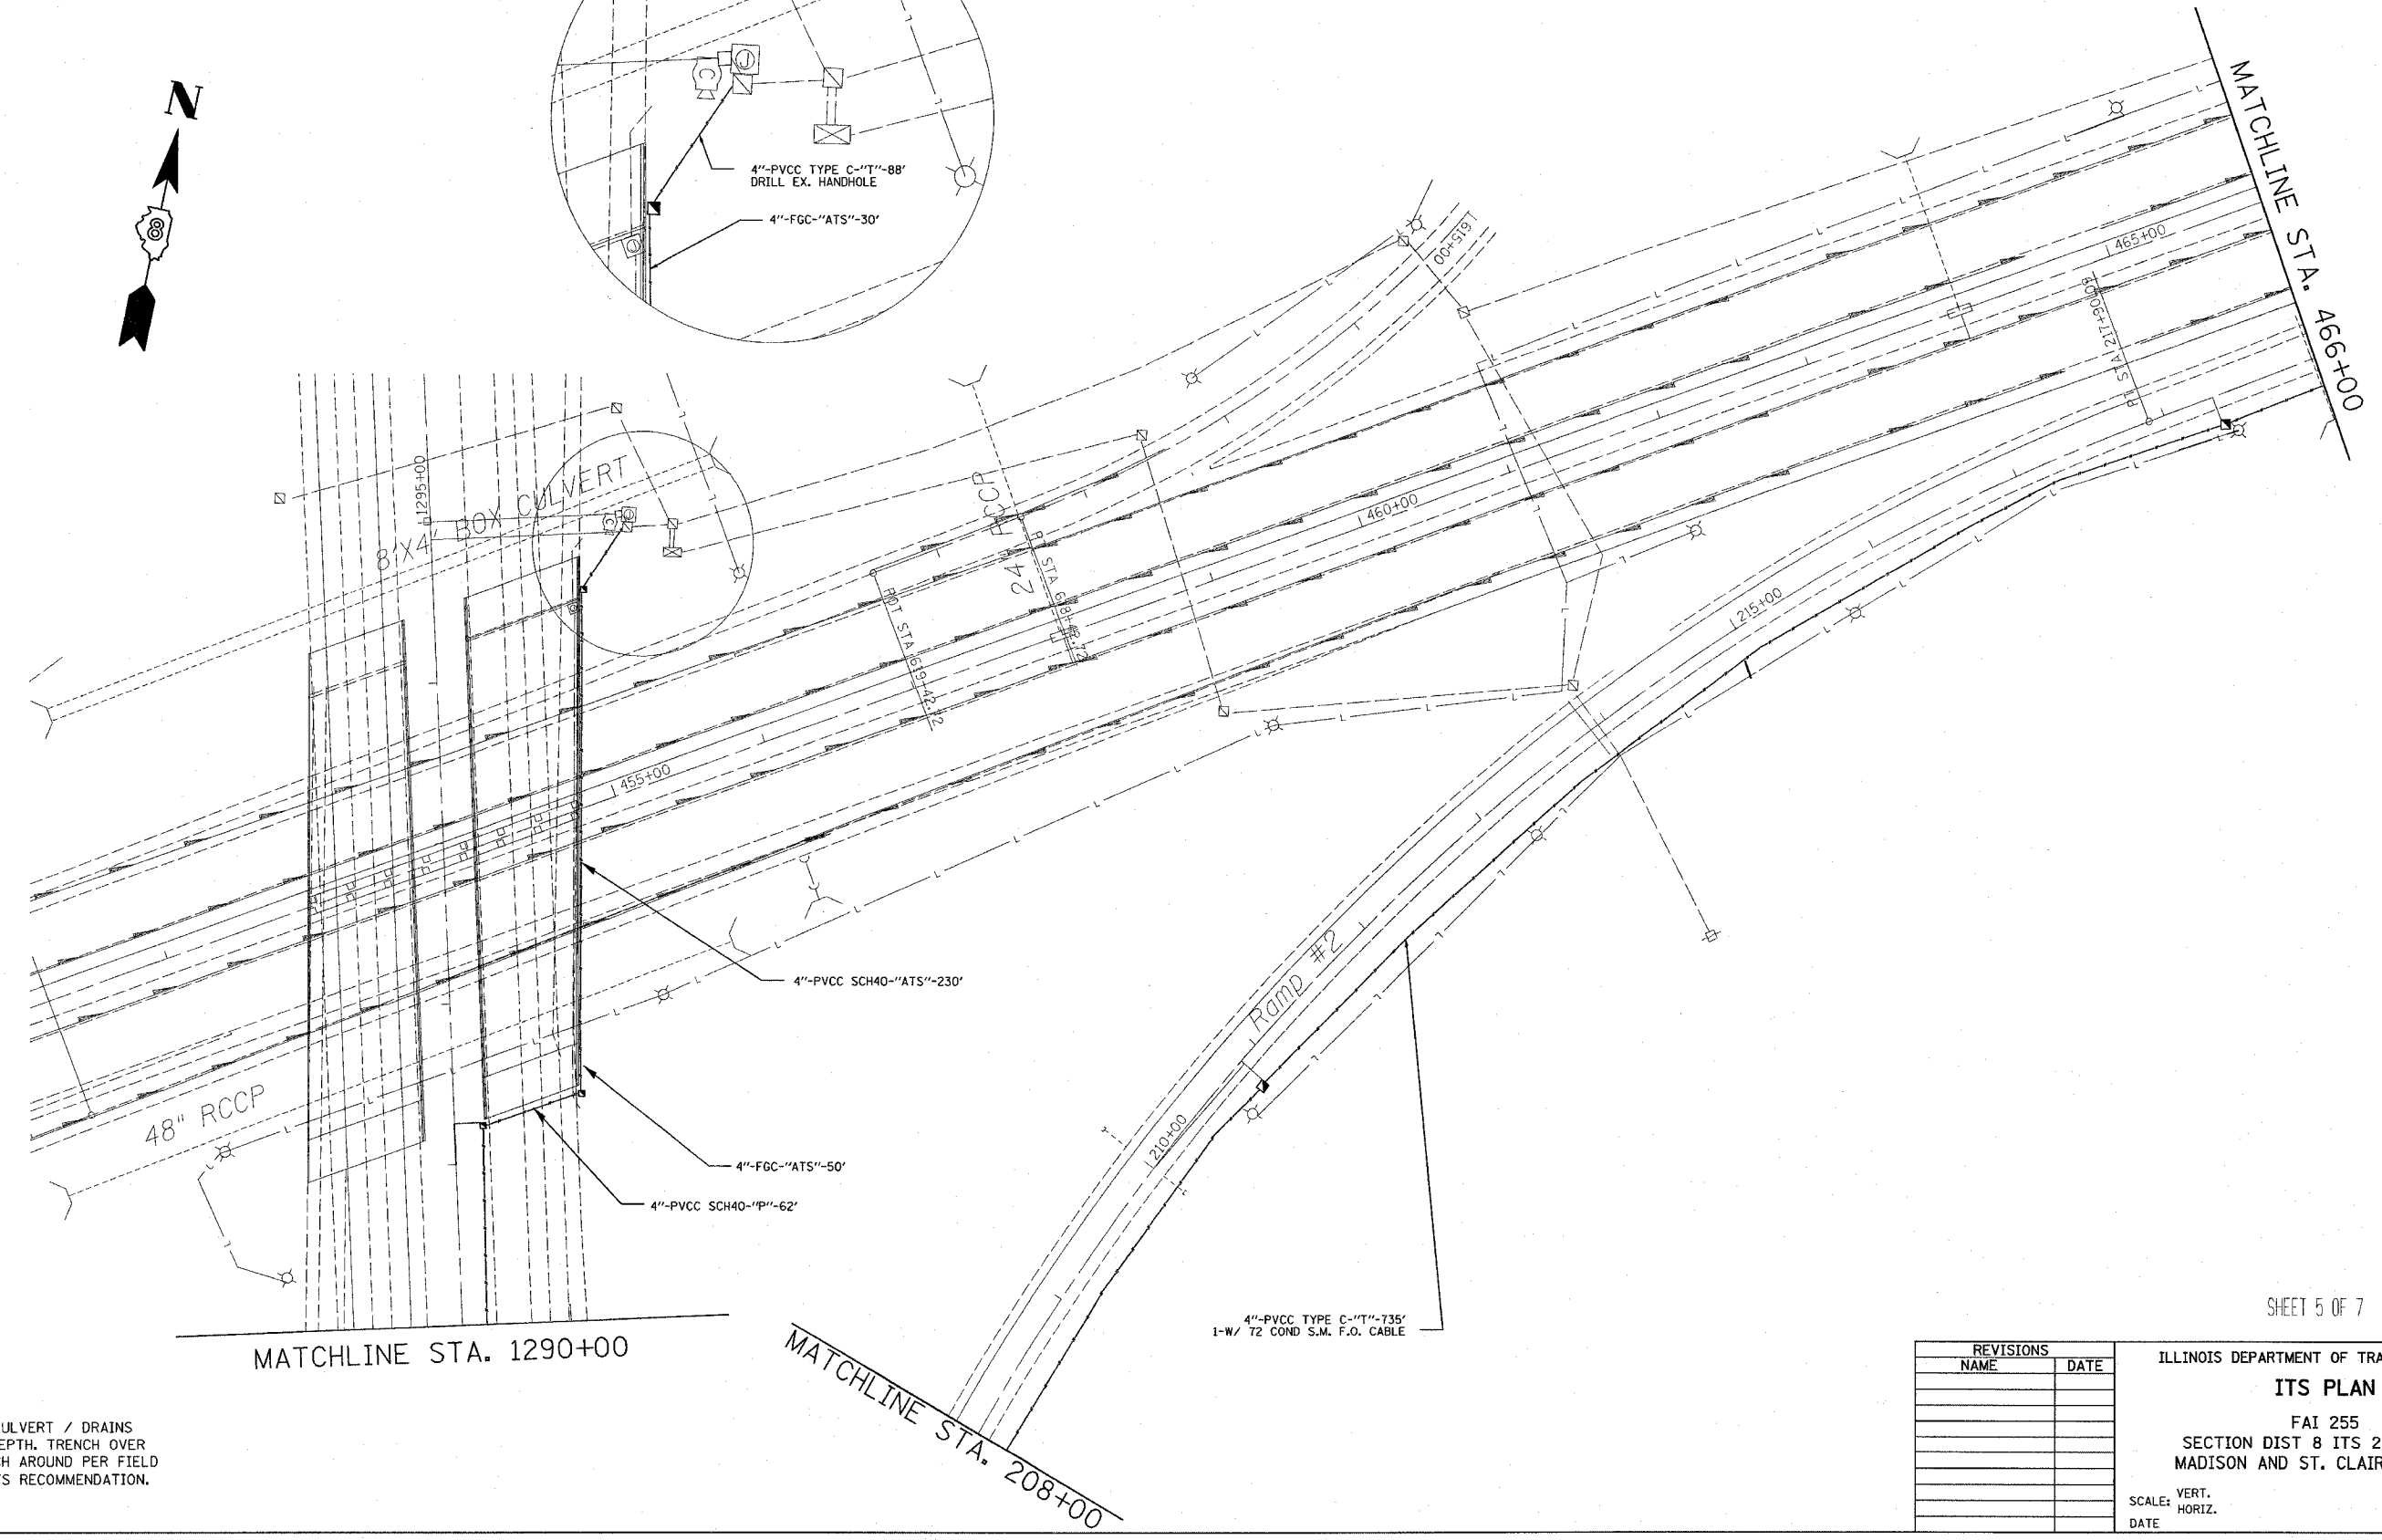 N
8
J
C
4"-PVCC TYPE C-"T"-88'
DRILL EX. HANDHOLE
4"-FGC-"ATS"-30'
MATCHLINE STA. 466+00
615+00
465+00
PT STA 217+90.09
1295+00
8'X4' BOX CULVERT
24" RCCP
460+00
POT STA 619+42.72
215+00
455+00
4"-PVCC SCH40-"ATS"-230'
Ramp #2
48" RCCP
210+00
4"-FGC-"ATS"-50'
4"-PVCC SCH40-"P"-62'
4"-PVCC TYPE C-"T"-735'
1-W/ 72 COND S.M. F.O. CABLE
MATCHLINE STA. 1290+00
MATCHLINE STA. 208+00
ULVERT / DRAINS
EPTH. TRENCH OVER
H AROUND PER FIELD
S RECOMMENDATION.
SHEET 5 OF 7
REVISIONS
NAME DATE
ILLINOIS DEPARTMENT OF TRA
ITS PLAN
FAI 255
SECTION DIST 8 ITS 2
MADISON AND ST. CLAIR
SCALE: VERT.
HORIZ.
DATE